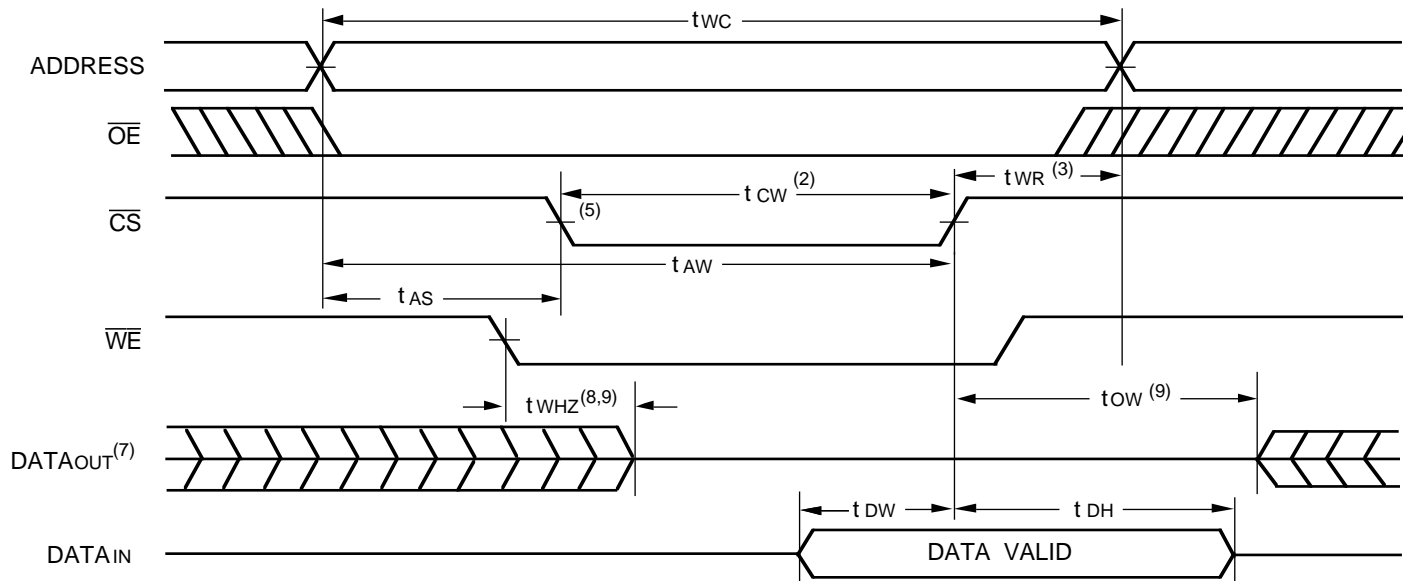 tWC
ADDRESS
OE
tCW (2)
tWR (3)
CS
(5)
tAW
tAS
WE
tWHZ(8,9)
tOW (9)
DATAOUT(7)
tDW
tDH
DATAIN
DATA VALID